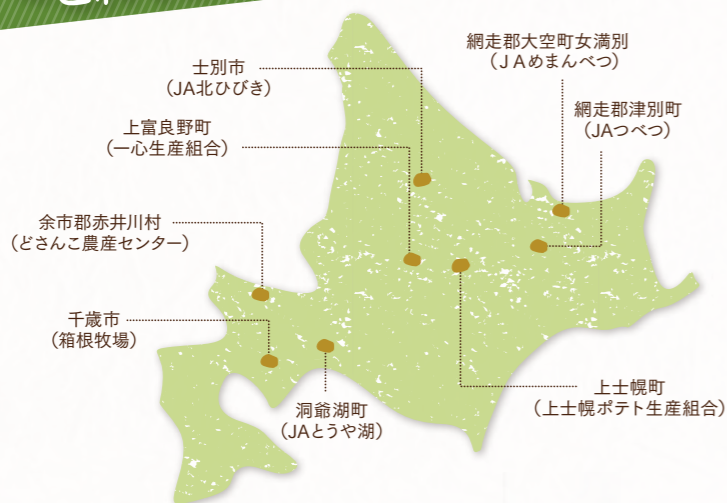 士別市
(JA北ひびき)
網走郡大空町女満別
(JAめまんべつ)
網走郡津別町
(JAつべつ)
上富良野町
(一心生産組合)
余市郡赤井川村
(どさんこ農産センター)
千歳市
(箱根牧場)
洞爺湖町
(JAとうや湖)
上士幌町
(上士幌ポテト生産組合)